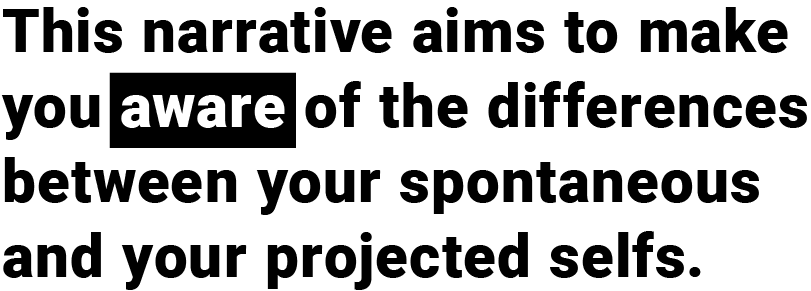 This narrative aims to make
you aware of the differences
between your spontaneous
and your projected selfs.